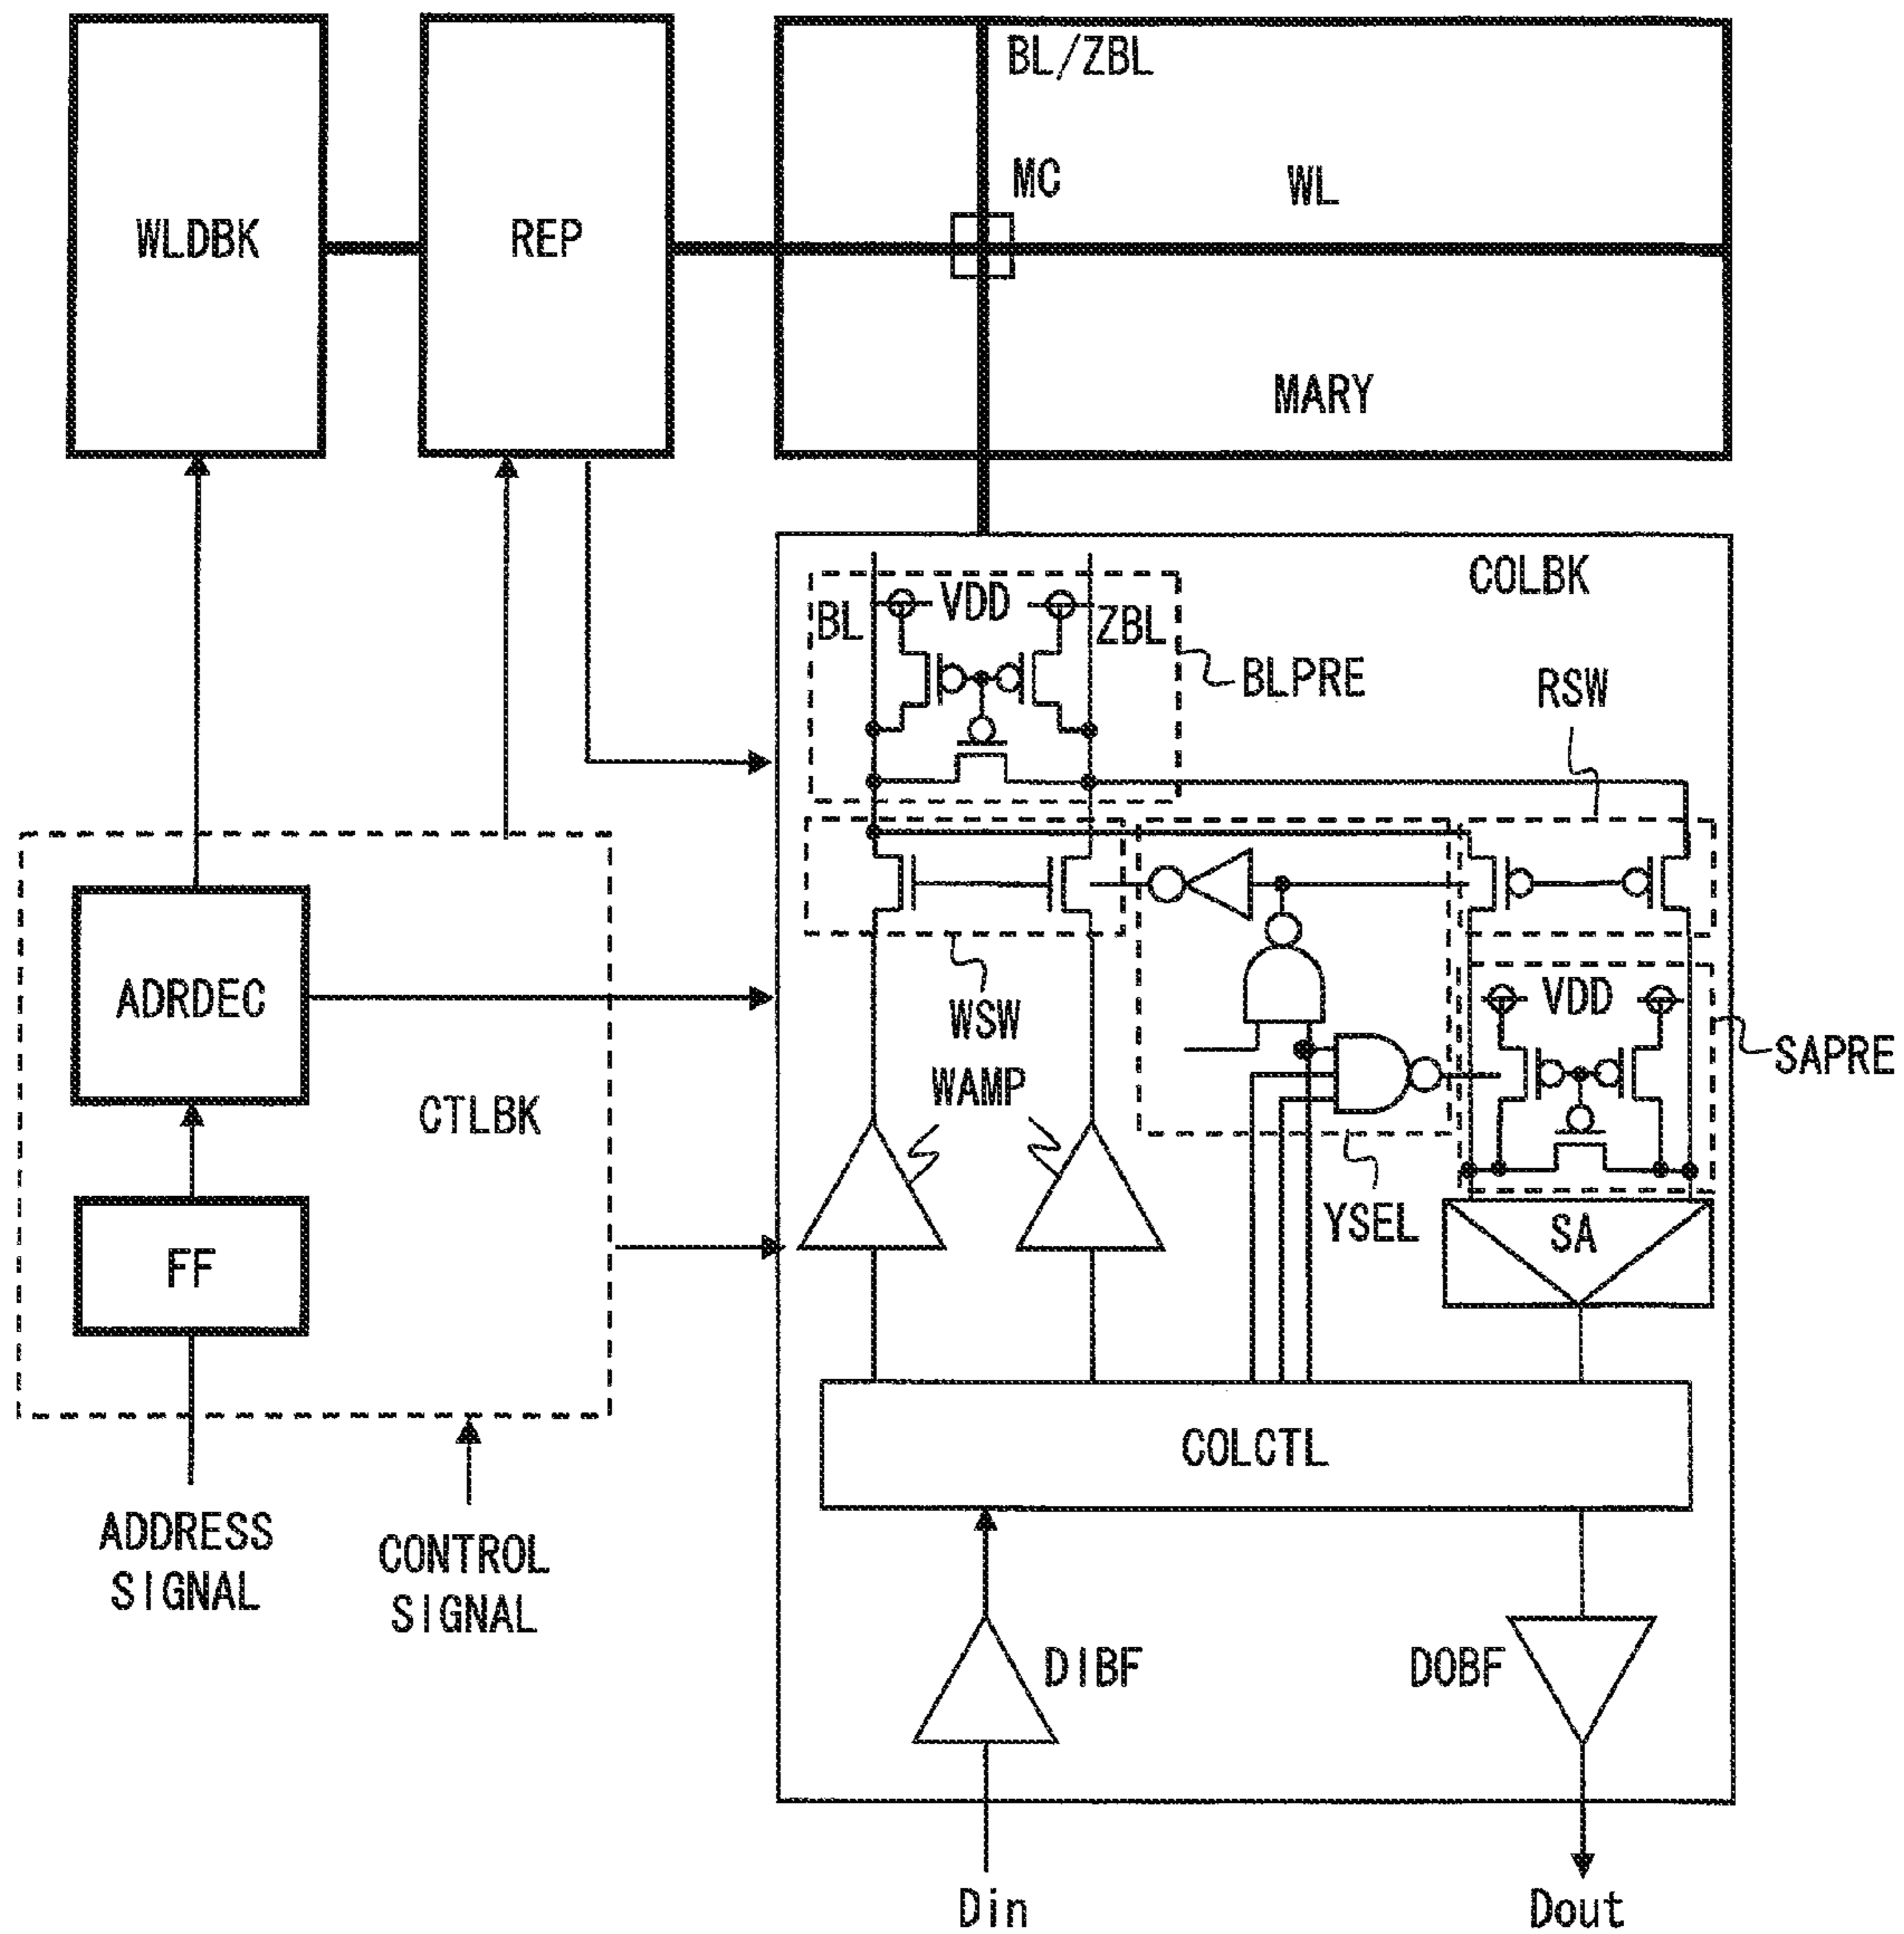 BL/ZBL
MC
WL
WLDBK
REP
MARY
COLBK
BL
VDD
ZBL
BLPRE
RSW
ADRDEC
CTLBK
WSW
WAMP
VDD
SAPRE
YSEL
SA
FF
COLCTL
ADDRESS
SIGNAL
CONTROL
SIGNAL
DIBF
DOBF
Din
Dout